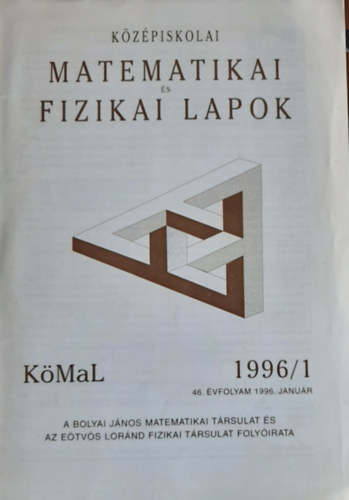 KÖZÉPISKOLAI
MATEMATIKAI
ÉS
FIZIKAI LAPOK
KöMaL
1996/1
46. ÉVFOLYAM 1996. JANUÁR
A BOLYAI JÁNOS MATEMATIKAI TÁRSULAT ÉS
AZ EÖTVÖS LORÁND FIZIKAI TÁRSULAT FOLYÓIRATA